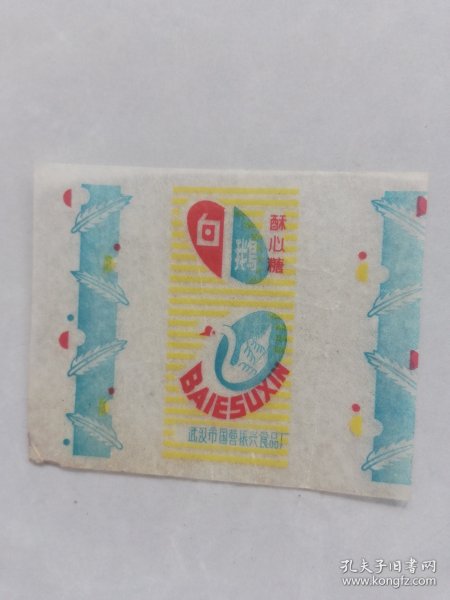 白鹅
酥心糖
BAIESUXIN
武汉市国营振兴食品厂
孔夫子旧书网
www.kongfz.com